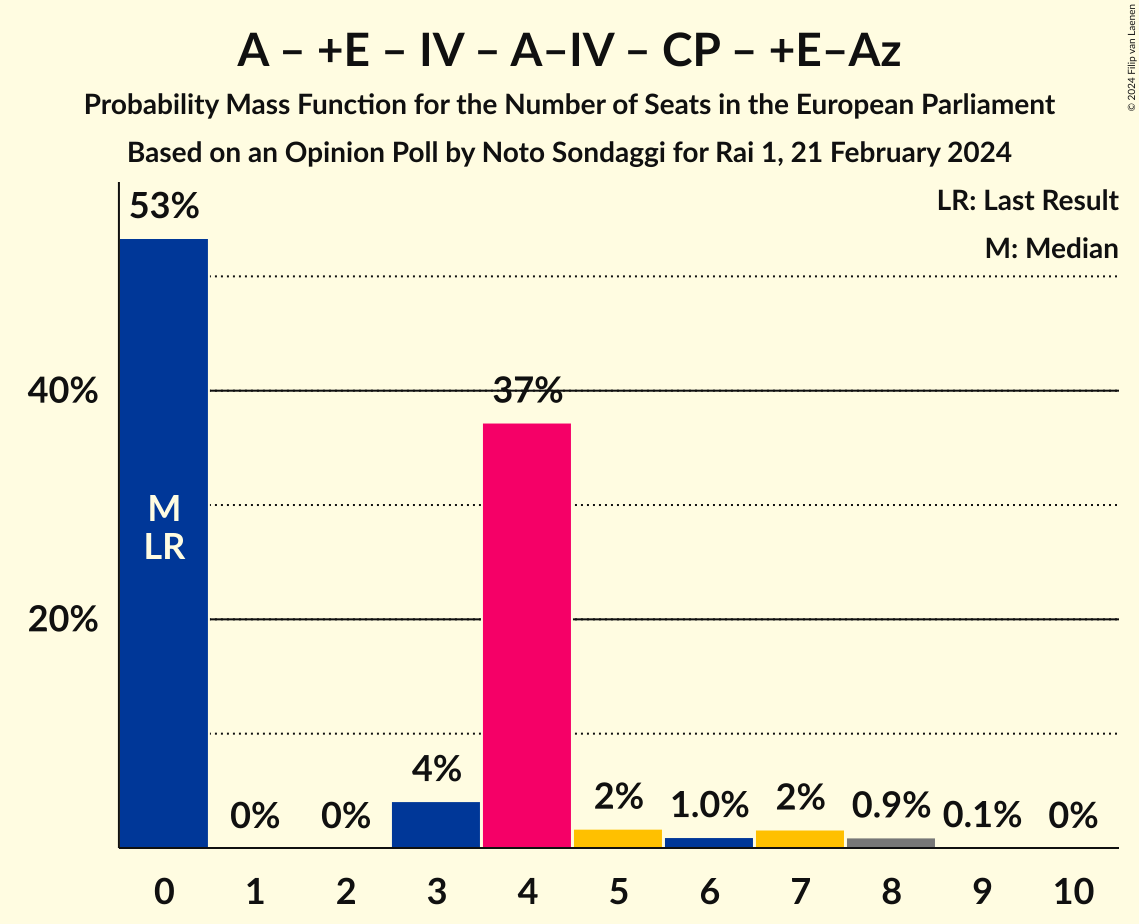 A – +E – IV – A–IV – CP – +E–Az
Probability Mass Function for the Number of Seats in the European Parliament
Based on an Opinion Poll by Noto Sondaggi for Rai 1, 21 February 2024
© 2024 Filip van Laenen
LR: Last Result
M: Median
53%
40%
37%
M
LR
20%
4%
0%
0%
2%
1.0%
2%
0.9%
0.1%
0%
0 1 2 3 4 5 6 7 8 9 10